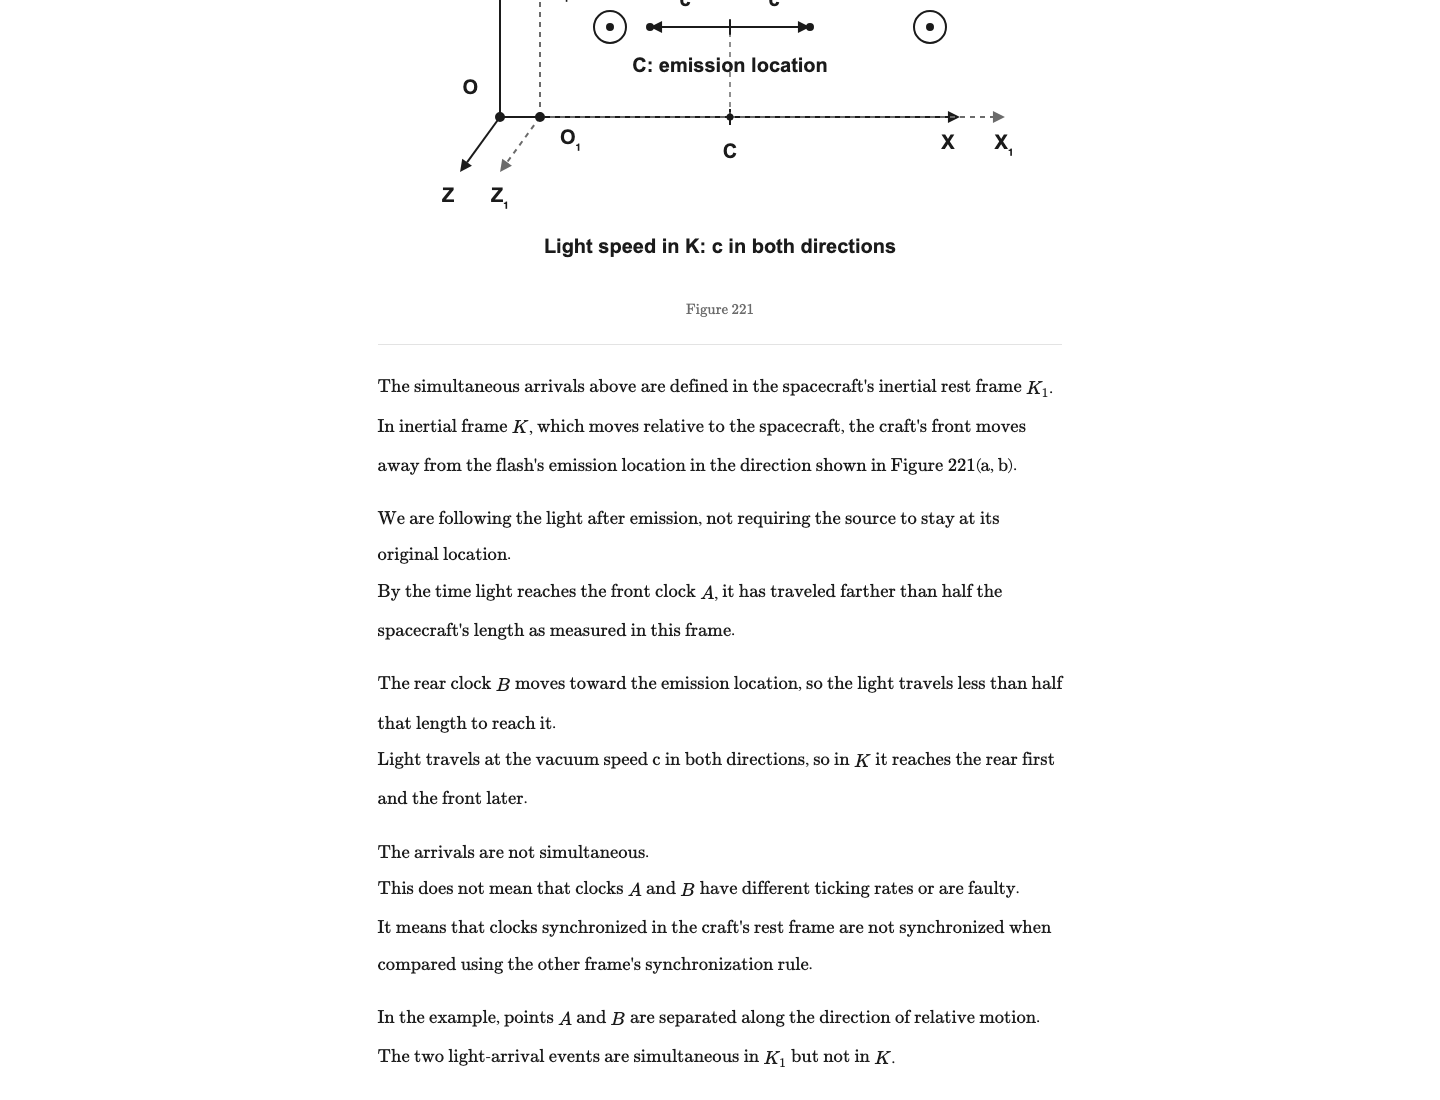 c c
C: emission location
O
O₁
C
X X₁
Z Z₁
Light speed in K: c in both directions
Figure 221
The simultaneous arrivals above are defined in the spacecraft's inertial rest frame K₁.
In inertial frame K, which moves relative to the spacecraft, the craft's front moves
away from the flash's emission location in the direction shown in Figure 221(a, b).
We are following the light after emission, not requiring the source to stay at its
original location.
By the time light reaches the front clock A, it has traveled farther than half the
spacecraft's length as measured in this frame.
The rear clock B moves toward the emission location, so the light travels less than half
that length to reach it.
Light travels at the vacuum speed c in both directions, so in K it reaches the rear first
and the front later.
The arrivals are not simultaneous.
This does not mean that clocks A and B have different ticking rates or are faulty.
It means that clocks synchronized in the craft's rest frame are not synchronized when
compared using the other frame's synchronization rule.
In the example, points A and B are separated along the direction of relative motion.
The two light-arrival events are simultaneous in K₁ but not in K.